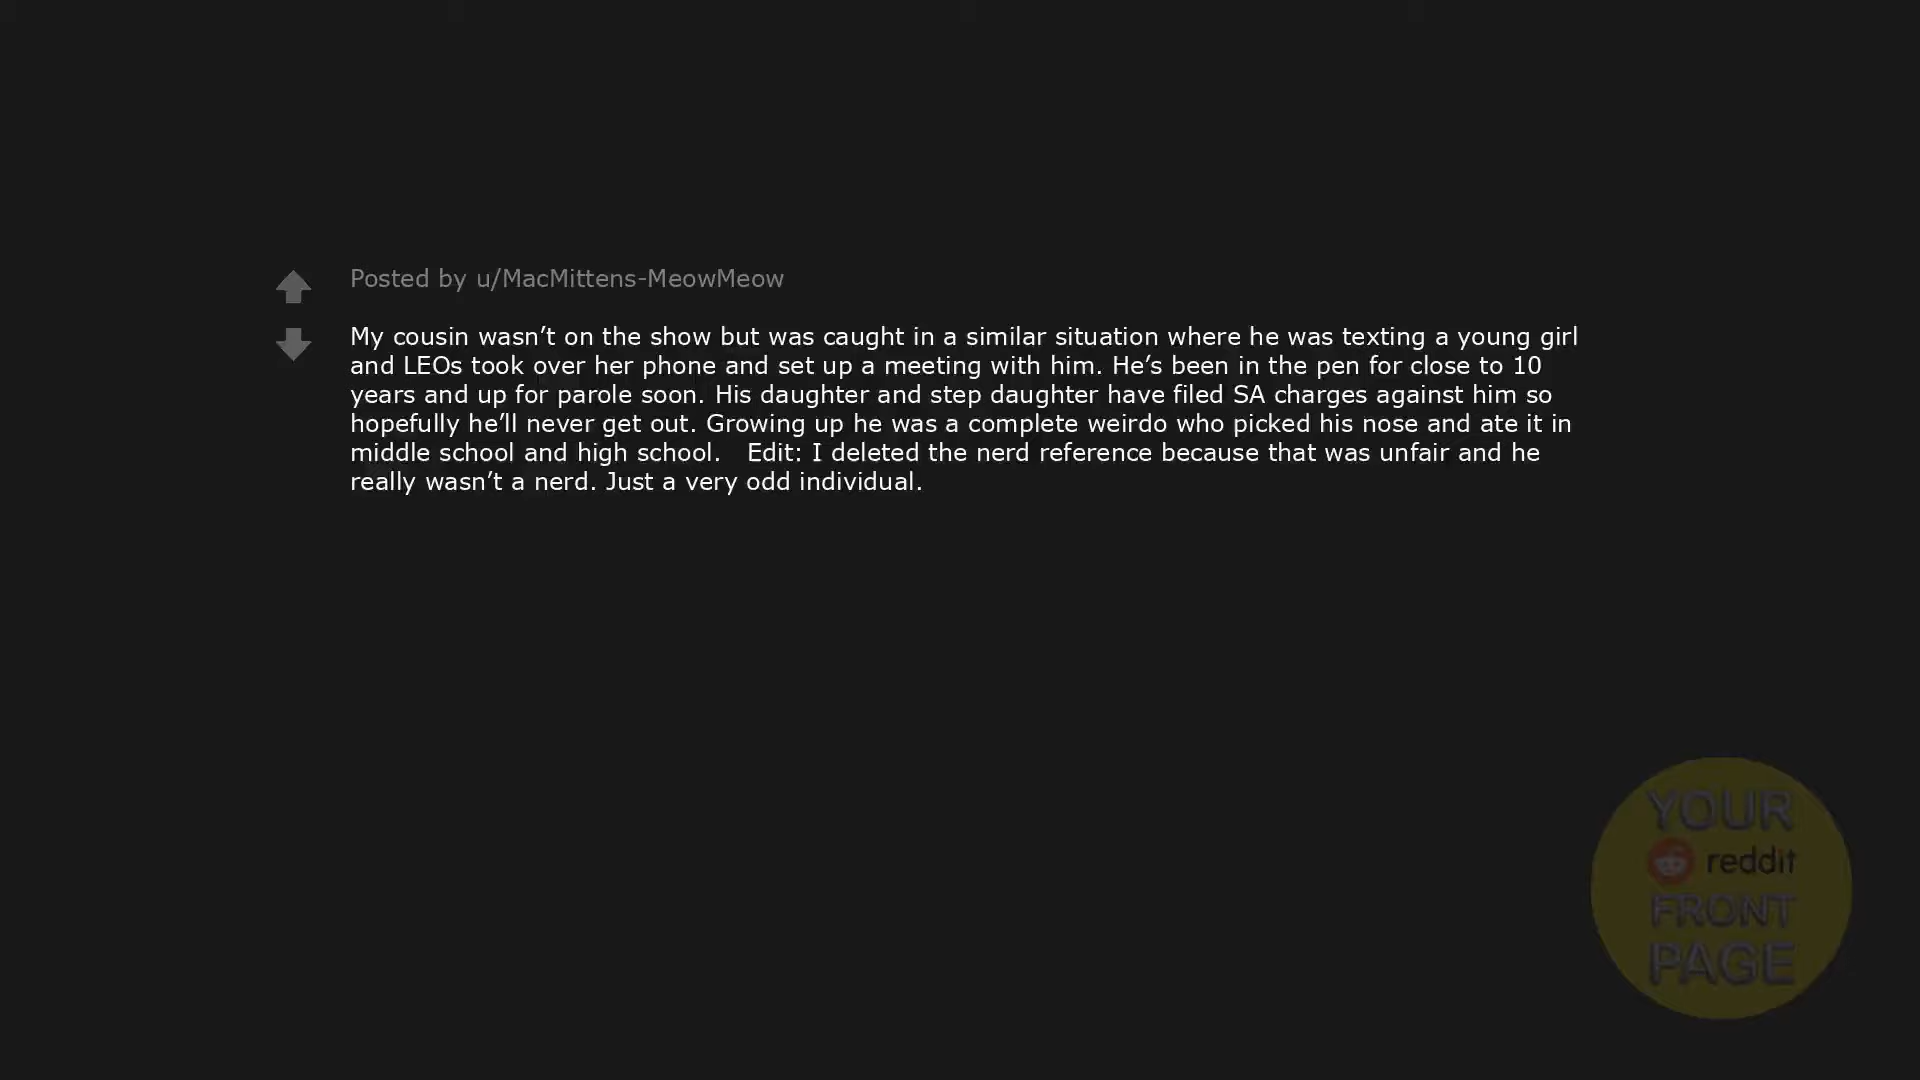 Posted by u/MacMittens-MeowMeow
My cousin wasn’t on the show but was caught in a similar situation where he was texting a young girl
and LEOs took over her phone and set up a meeting with him. He’s been in the pen for close to 10
years and up for parole soon. His daughter and step daughter have filed SA charges against him so
hopefully he’ll never get out. Growing up he was a complete weirdo who picked his nose and ate it in
middle school and high school.   Edit: I deleted the nerd reference because that was unfair and he
really wasn’t a nerd. Just a very odd individual.
YOUR
reddit
FRONT
PAGE